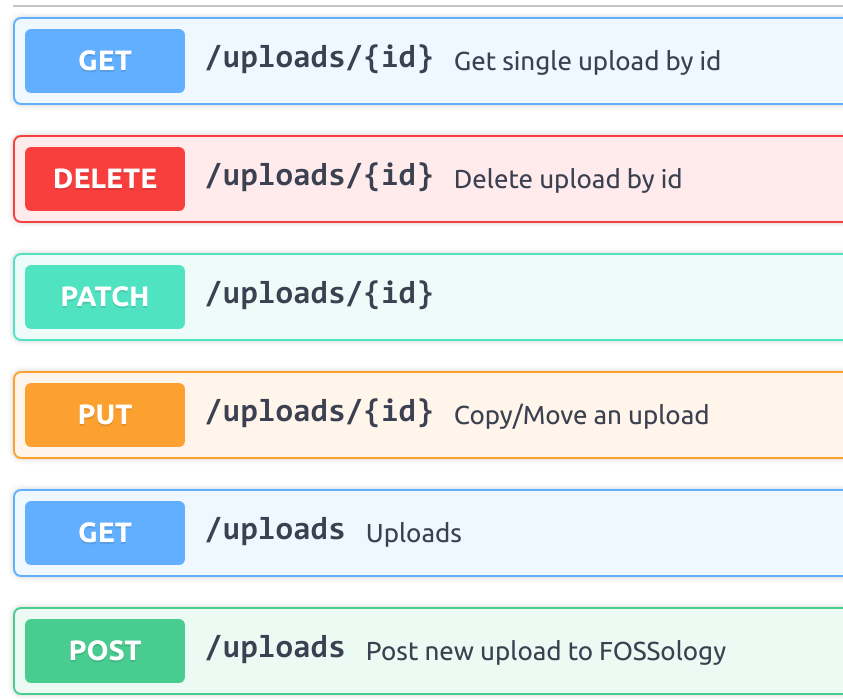 GET /uploads/{id} Get single upload by id
DELETE /uploads/{id} Delete upload by id
PATCH /uploads/{id}
PUT /uploads/{id} Copy/Move an upload
GET /uploads Uploads
POST /uploads Post new upload to FOSSology